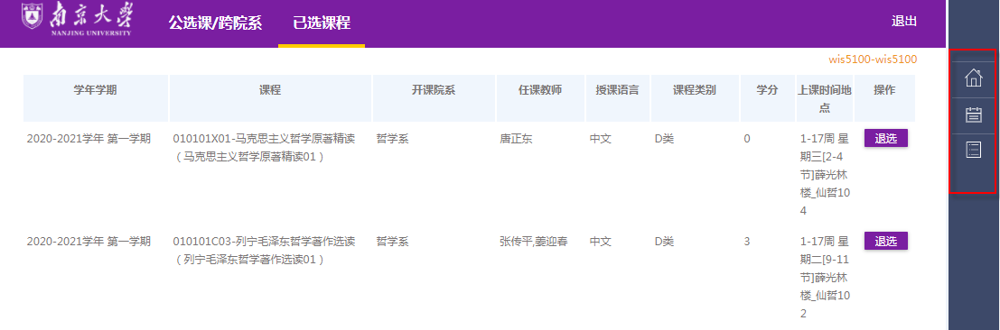 南京大学
NANJING UNIVERSITY
公选课/跨院系 已选课程 退出
wis5100-wis5100
学年学期 课程 开课院系 任课教师 授课语言 课程类别 学分 上课时间地点 操作
2020-2021学年 第一学期 010101X01-马克思主义哲学原著精读 哲学系 唐正东 中文 D类 0 1-17周 星 退选
（马克思主义哲学原著精读01） 期三[2-4
节]薛光林
楼_仙哲10
4
2020-2021学年 第一学期 010101C03-列宁毛泽东哲学著作选读 哲学系 张传平,姜迎春 中文 D类 3 1-17周 星 退选
（列宁毛泽东哲学著作选读01） 期二[9-11
节]薛光林
楼_仙哲10
2